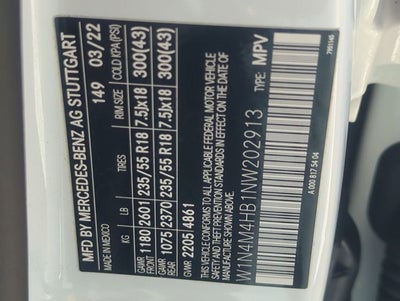 MFD BY MERCEDES-BENZ AG STUTTGART
MADE IN MEXICO 149 03/22
KG LB TIRES RIM SIZE COLD KPA(PSI)
GAWR FRONT 1180 2601 235/55 R18 7.5Jx18 300(43)
GAWR REAR 1075 2370 235/55 R18 7.5Jx18 300(43)
GVWR 2205 4861
THIS VEHICLE CONFORMS TO ALL APPLICABLE FEDERAL MOTOR VEHICLE
SAFETY AND THEFT PREVENTION STANDARDS IN EFFECT ON THE DATE OF
MANUFACTURE SHOWN ABOVE.
W1N4M4HB1NW202913 TYPE: MPV
A 000 817 54 04